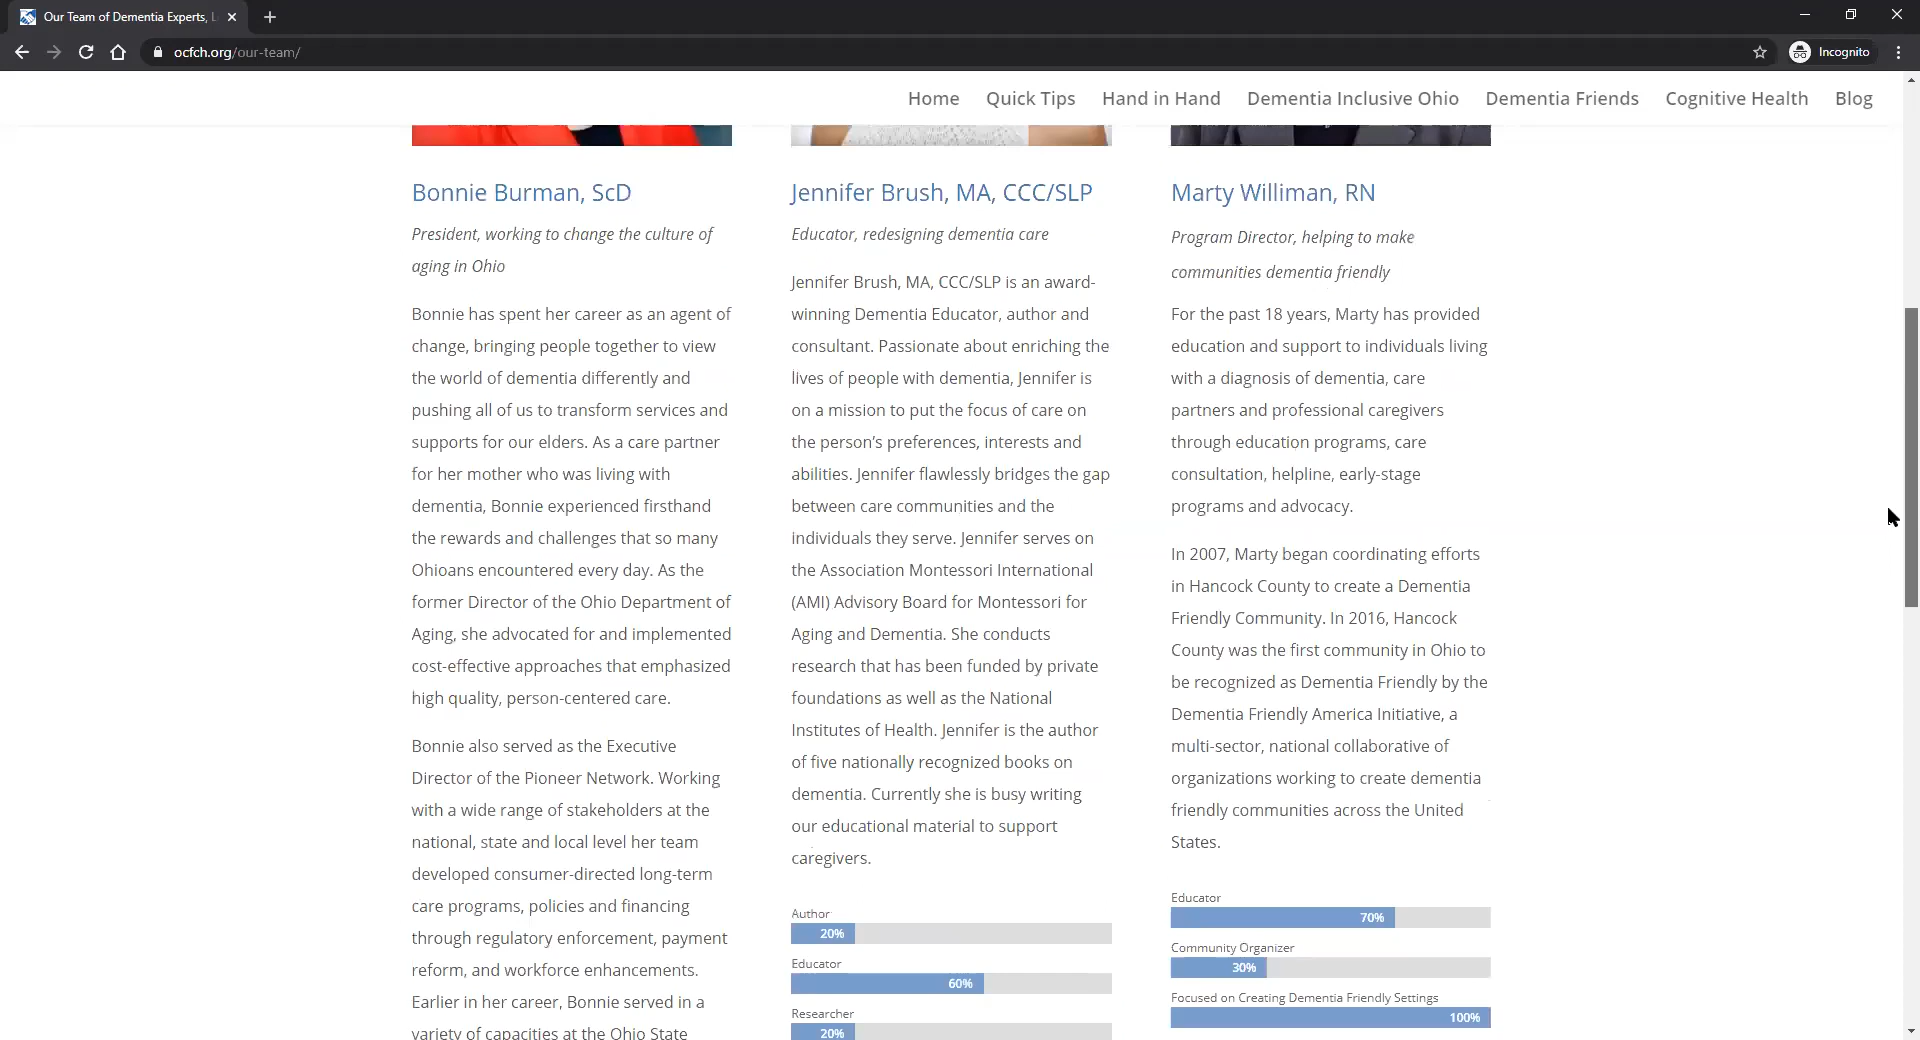 Our Team of Dementia Experts, L
ocfch.org/our-team/
Incognito
Home Quick Tips Hand in Hand Dementia Inclusive Ohio Dementia Friends Cognitive Health Blog
Bonnie Burman, ScD
President, working to change the culture of
aging in Ohio
Bonnie has spent her career as an agent of
change, bringing people together to view
the world of dementia differently and
pushing all of us to transform services and
supports for our elders. As a care partner
for her mother who was living with
dementia, Bonnie experienced firsthand
the rewards and challenges that so many
Ohioans encountered every day. As the
former Director of the Ohio Department of
Aging, she advocated for and implemented
cost-effective approaches that emphasized
high quality, person-centered care.
Bonnie also served as the Executive
Director of the Pioneer Network. Working
with a wide range of stakeholders at the
national, state and local level her team
developed consumer-directed long-term
care programs, policies and financing
through regulatory enforcement, payment
reform, and workforce enhancements.
Earlier in her career, Bonnie served in a
variety of capacities at the Ohio State
Jennifer Brush, MA, CCC/SLP
Educator, redesigning dementia care
Jennifer Brush, MA, CCC/SLP is an award-
winning Dementia Educator, author and
consultant. Passionate about enriching the
lives of people with dementia, Jennifer is
on a mission to put the focus of care on
the person's preferences, interests and
abilities. Jennifer flawlessly bridges the gap
between care communities and the
individuals they serve. Jennifer serves on
the Association Montessori International
(AMI) Advisory Board for Montessori for
Aging and Dementia. She conducts
research that has been funded by private
foundations as well as the National
Institutes of Health. Jennifer is the author
of five nationally recognized books on
dementia. Currently she is busy writing
our educational material to support
caregivers.
Author
20%
Educator
60%
Researcher
20%
Marty Williman, RN
Program Director, helping to make
communities dementia friendly
For the past 18 years, Marty has provided
education and support to individuals living
with a diagnosis of dementia, care
partners and professional caregivers
through education programs, care
consultation, helpline, early-stage
programs and advocacy.
In 2007, Marty began coordinating efforts
in Hancock County to create a Dementia
Friendly Community. In 2016, Hancock
County was the first community in Ohio to
be recognized as Dementia Friendly by the
Dementia Friendly America Initiative, a
multi-sector, national collaborative of
organizations working to create dementia
friendly communities across the United
States.
Educator
70%
Community Organizer
30%
Focused on Creating Dementia Friendly Settings
100%